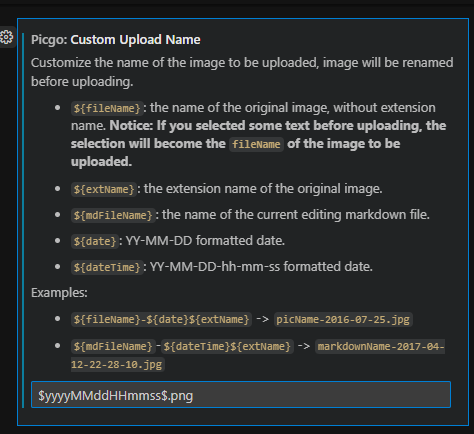 Picgo: Custom Upload Name
Customize the name of the image to be uploaded, image will be renamed
before uploading.
• ${fileName}: the name of the original image, without extension
name. Notice: If you selected some text before uploading, the
selection will become the fileName of the image to be
uploaded.
• ${extName}: the extension name of the original image.
• ${mdFileName}: the name of the current editing markdown file.
• ${date}: YY-MM-DD formatted date.
• ${dateTime}: YY-MM-DD-hh-mm-ss formatted date.
Examples:
• ${fileName}-${date}${extName} -> picName-2016-07-25.jpg
• ${mdFileName}-${dateTime}${extName} -> markdownName-2017-04-
12-22-28-10.jpg
$yyyyMMddHHmmss$.png